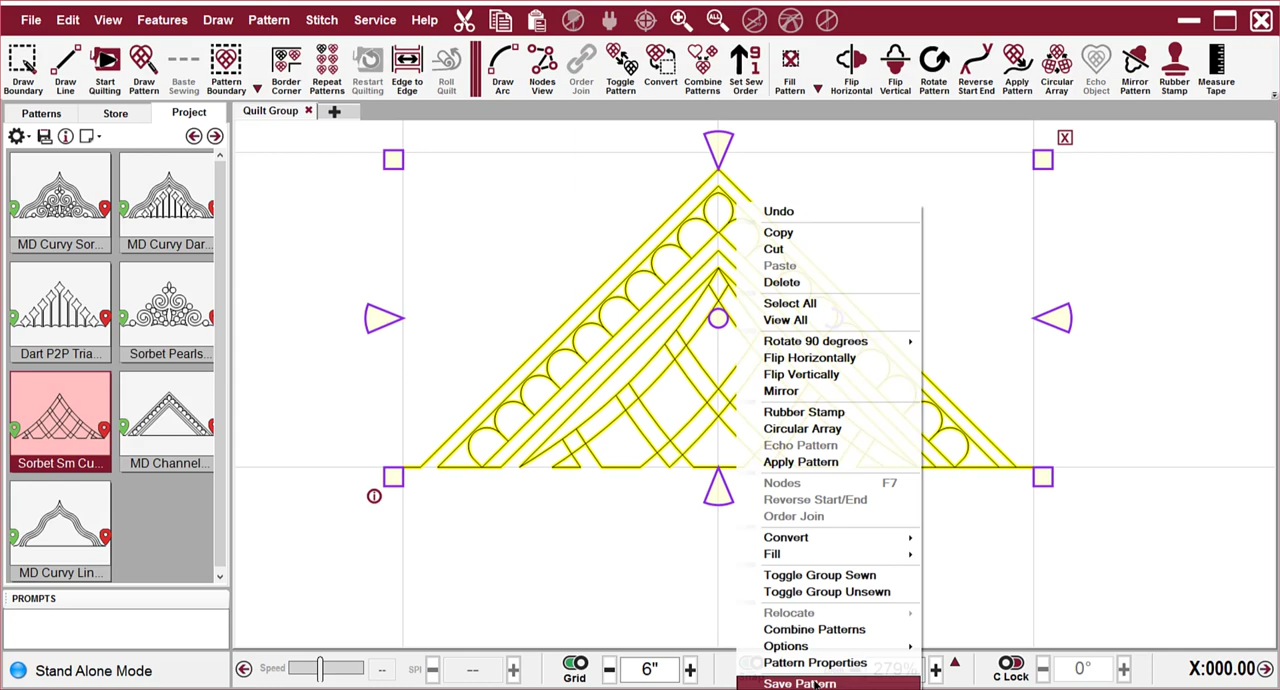 File Edit View Features Draw Pattern Stitch Service Help
ALL
9
1
Draw Boundary
Draw Line
Start Quilting
Draw Pattern
Baste Sewing
Pattern Boundary
Border Corner
Repeat Patterns
Restart Quilting
Edge to Edge
Roll Quilt
Draw Arc
Nodes View
Order Join
Toggle Pattern
Convert
Combine Patterns
Set Sew Order
Fill Pattern
Flip Horizontal
Flip Vertical
Rotate Pattern
Reverse Start End
Apply Pattern
Circular Array
Echo Object
Mirror Pattern
Rubber Stamp
Measure Tape
Patterns Store Project
Quilt Group
MD Curvy Sor...
MD Curvy Dar...
Dart P2P Tria...
Sorbet Pearls...
Sorbet Sm Cu...
MD Channel...
MD Curvy Lin...
PROMPTS
Stand Alone Mode
X
Undo
Copy
Cut
Paste
Delete
Select All
View All
Rotate 90 degrees
Flip Horizontally
Flip Vertically
Mirror
Rubber Stamp
Circular Array
Echo Pattern
Apply Pattern
Nodes F7
Reverse Start/End
Order Join
Convert
Fill
Toggle Group Sewn
Toggle Group Unsewn
Relocate
Combine Patterns
Options
Pattern Properties
Save Pattern
Speed -- SPI -- Grid 6" 279% C Lock 0° X:000.00